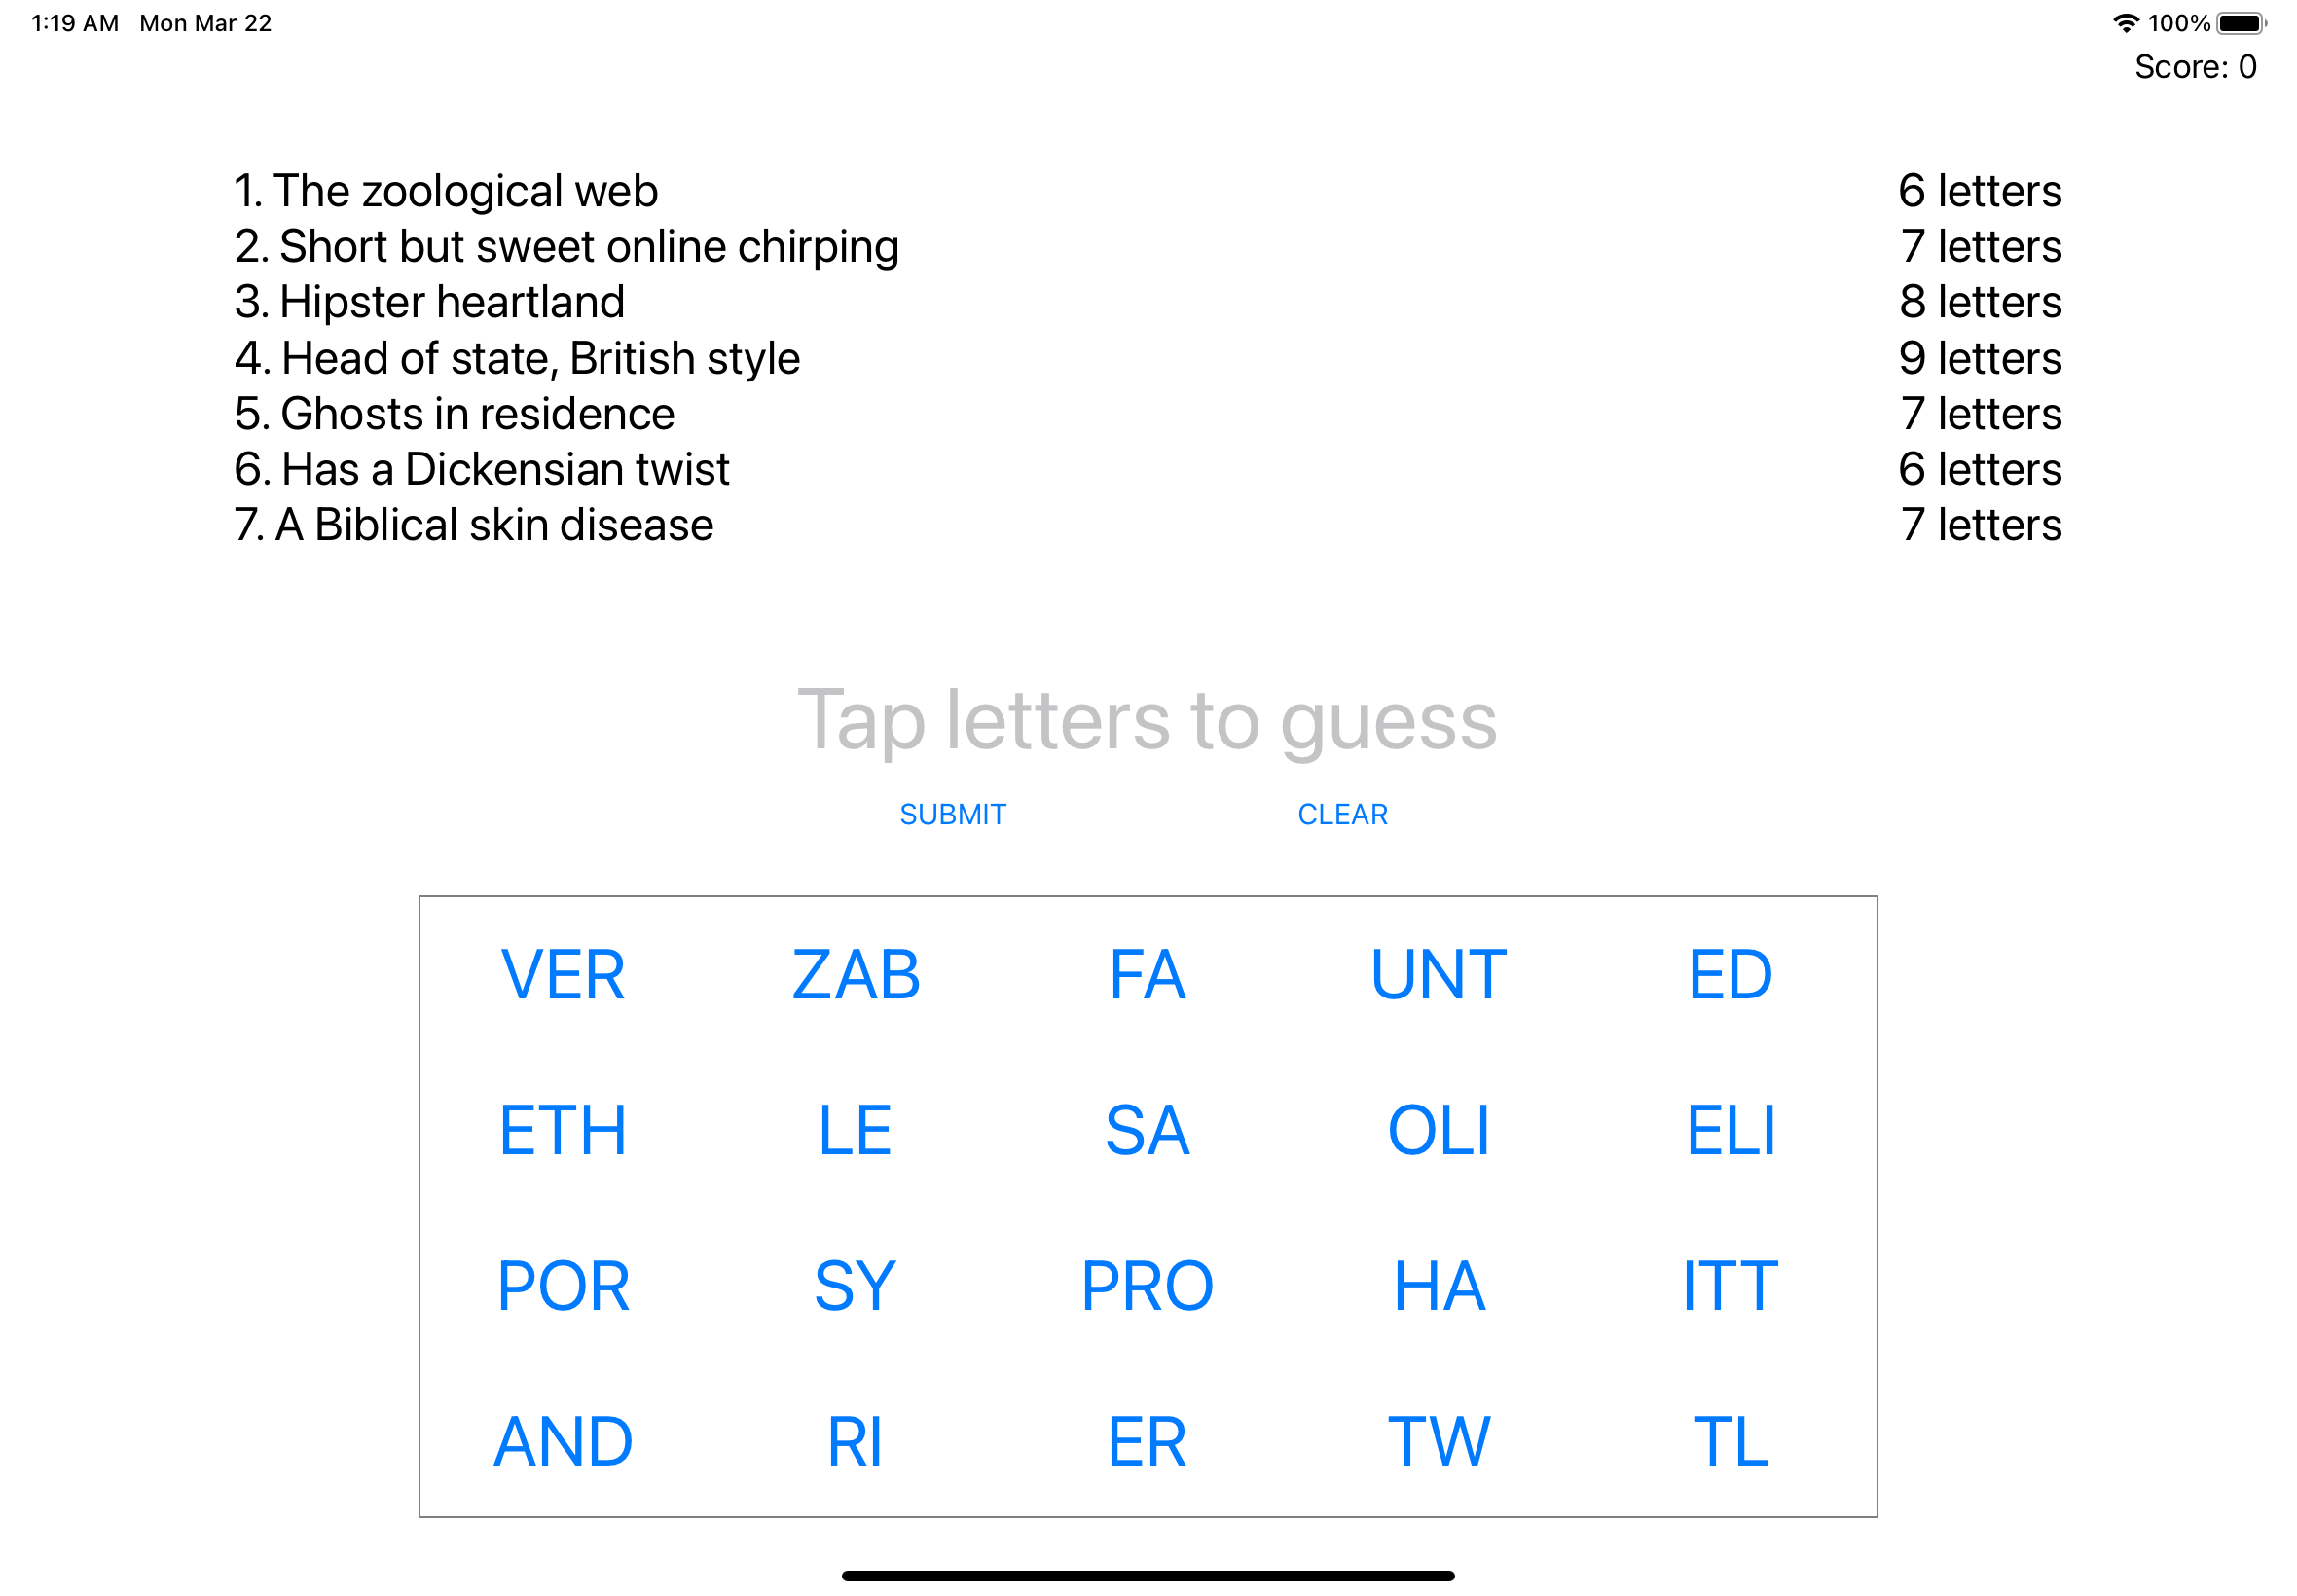 1:19 AM Mon Mar 22 100%
Score: 0
1. The zoological web 6 letters
2. Short but sweet online chirping 7 letters
3. Hipster heartland 8 letters
4. Head of state, British style 9 letters
5. Ghosts in residence 7 letters
6. Has a Dickensian twist 6 letters
7. A Biblical skin disease 7 letters
Tap letters to guess
SUBMIT CLEAR
VER ZAB FA UNT ED
ETH LE SA OLI ELI
POR SY PRO HA ITT
AND RI ER TW TL